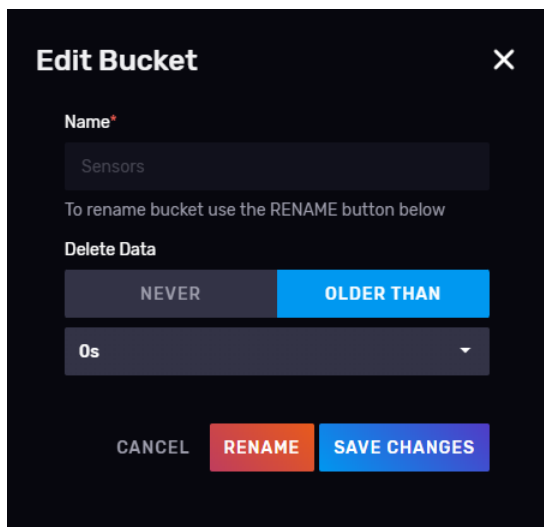 Edit Bucket
Name*
Sensors
To rename bucket use the RENAME button below
Delete Data
NEVER OLDER THAN
0s
CANCEL RENAME SAVE CHANGES